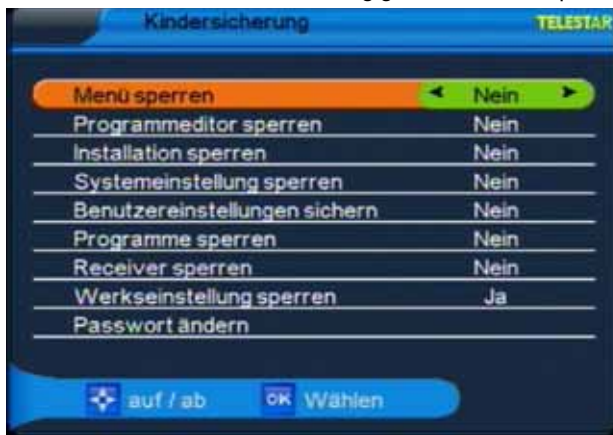 Kindersicherung TELESTAR
Menü sperren Nein
Programmeditor sperren Nein
Installation sperren Nein
Systemeinstellung sperren Nein
Benutzereinstellungen sichern Nein
Programme sperren Nein
Receiver sperren Nein
Werkseinstellung sperren Ja
Passwort ändern
auf / ab OK Wählen